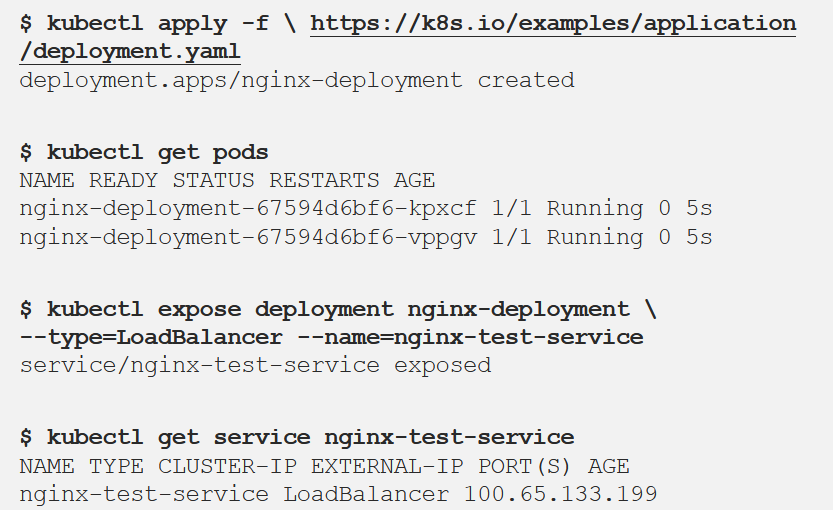 $ kubectl apply -f \ https://k8s.io/examples/application
/deployment.yaml
deployment.apps/nginx-deployment created
$ kubectl get pods
NAME READY STATUS RESTARTS AGE
nginx-deployment-67594d6bf6-kpxcf 1/1 Running 0 5s
nginx-deployment-67594d6bf6-vppgv 1/1 Running 0 5s
$ kubectl expose deployment nginx-deployment \
--type=LoadBalancer --name=nginx-test-service
service/nginx-test-service exposed
$ kubectl get service nginx-test-service
NAME TYPE CLUSTER-IP EXTERNAL-IP PORT(S) AGE
nginx-test-service LoadBalancer 100.65.133.199